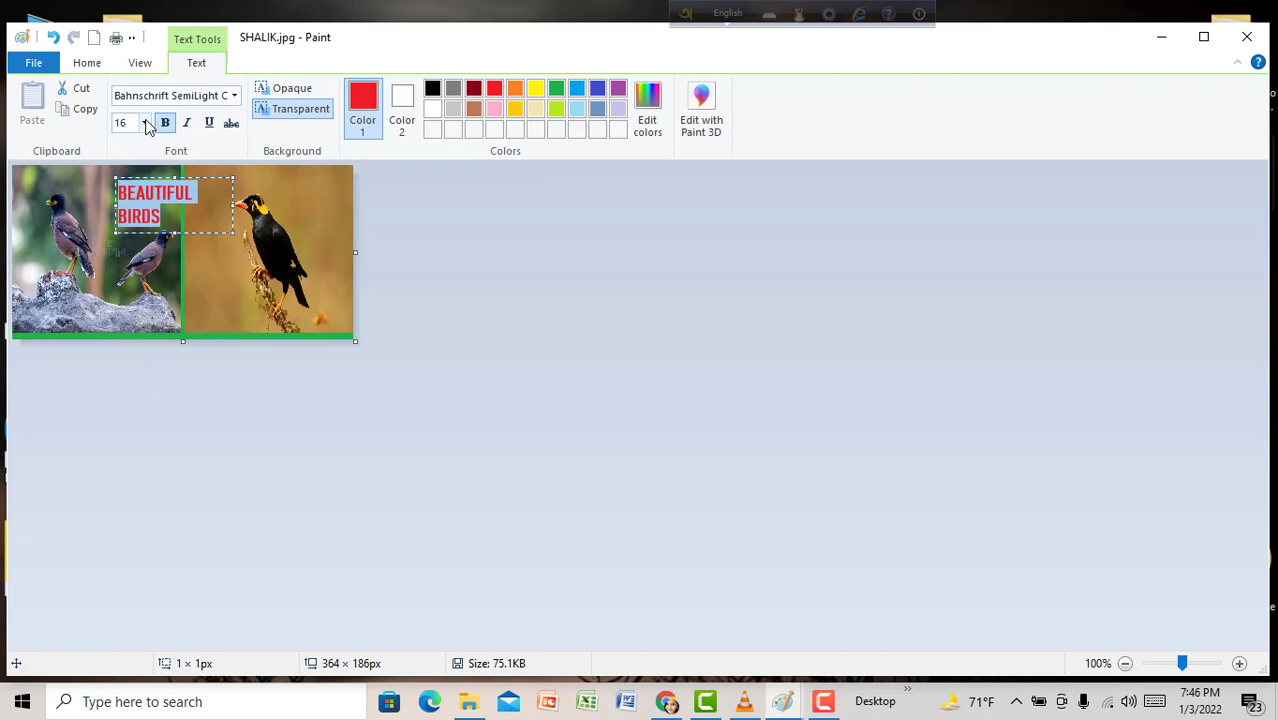 English
SHALIK.jpg - Paint
Text Tools
File
Home
View
Text
Paste
Cut
Copy
Clipboard
Bahnschrift SemiLight C
16
B I U abc
Font
Opaque
Transparent
Background
Color 1
Color 2
Edit colors
Edit with Paint 3D
Colors
BEAUTIFUL
BIRDS
1 × 1px
364 × 186px
Size: 75.1KB
100%
Type here to search
Desktop
71°F
7:46 PM
1/3/2022
23